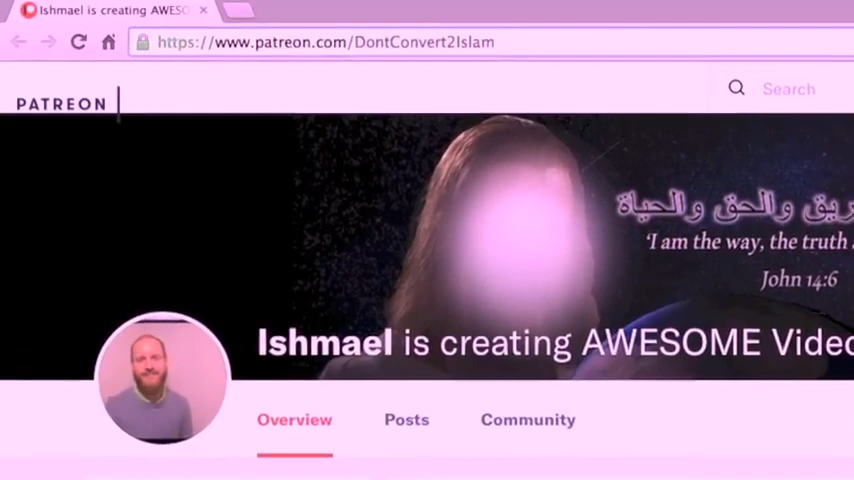 Ishmael is creating AWESO
https://www.patreon.com/DontConvert2Islam
PATREON
Search
والحق والحياة
'I am the way, the truth
John 14:6
Ishmael is creating AWESOME Video
Overview
Posts
Community